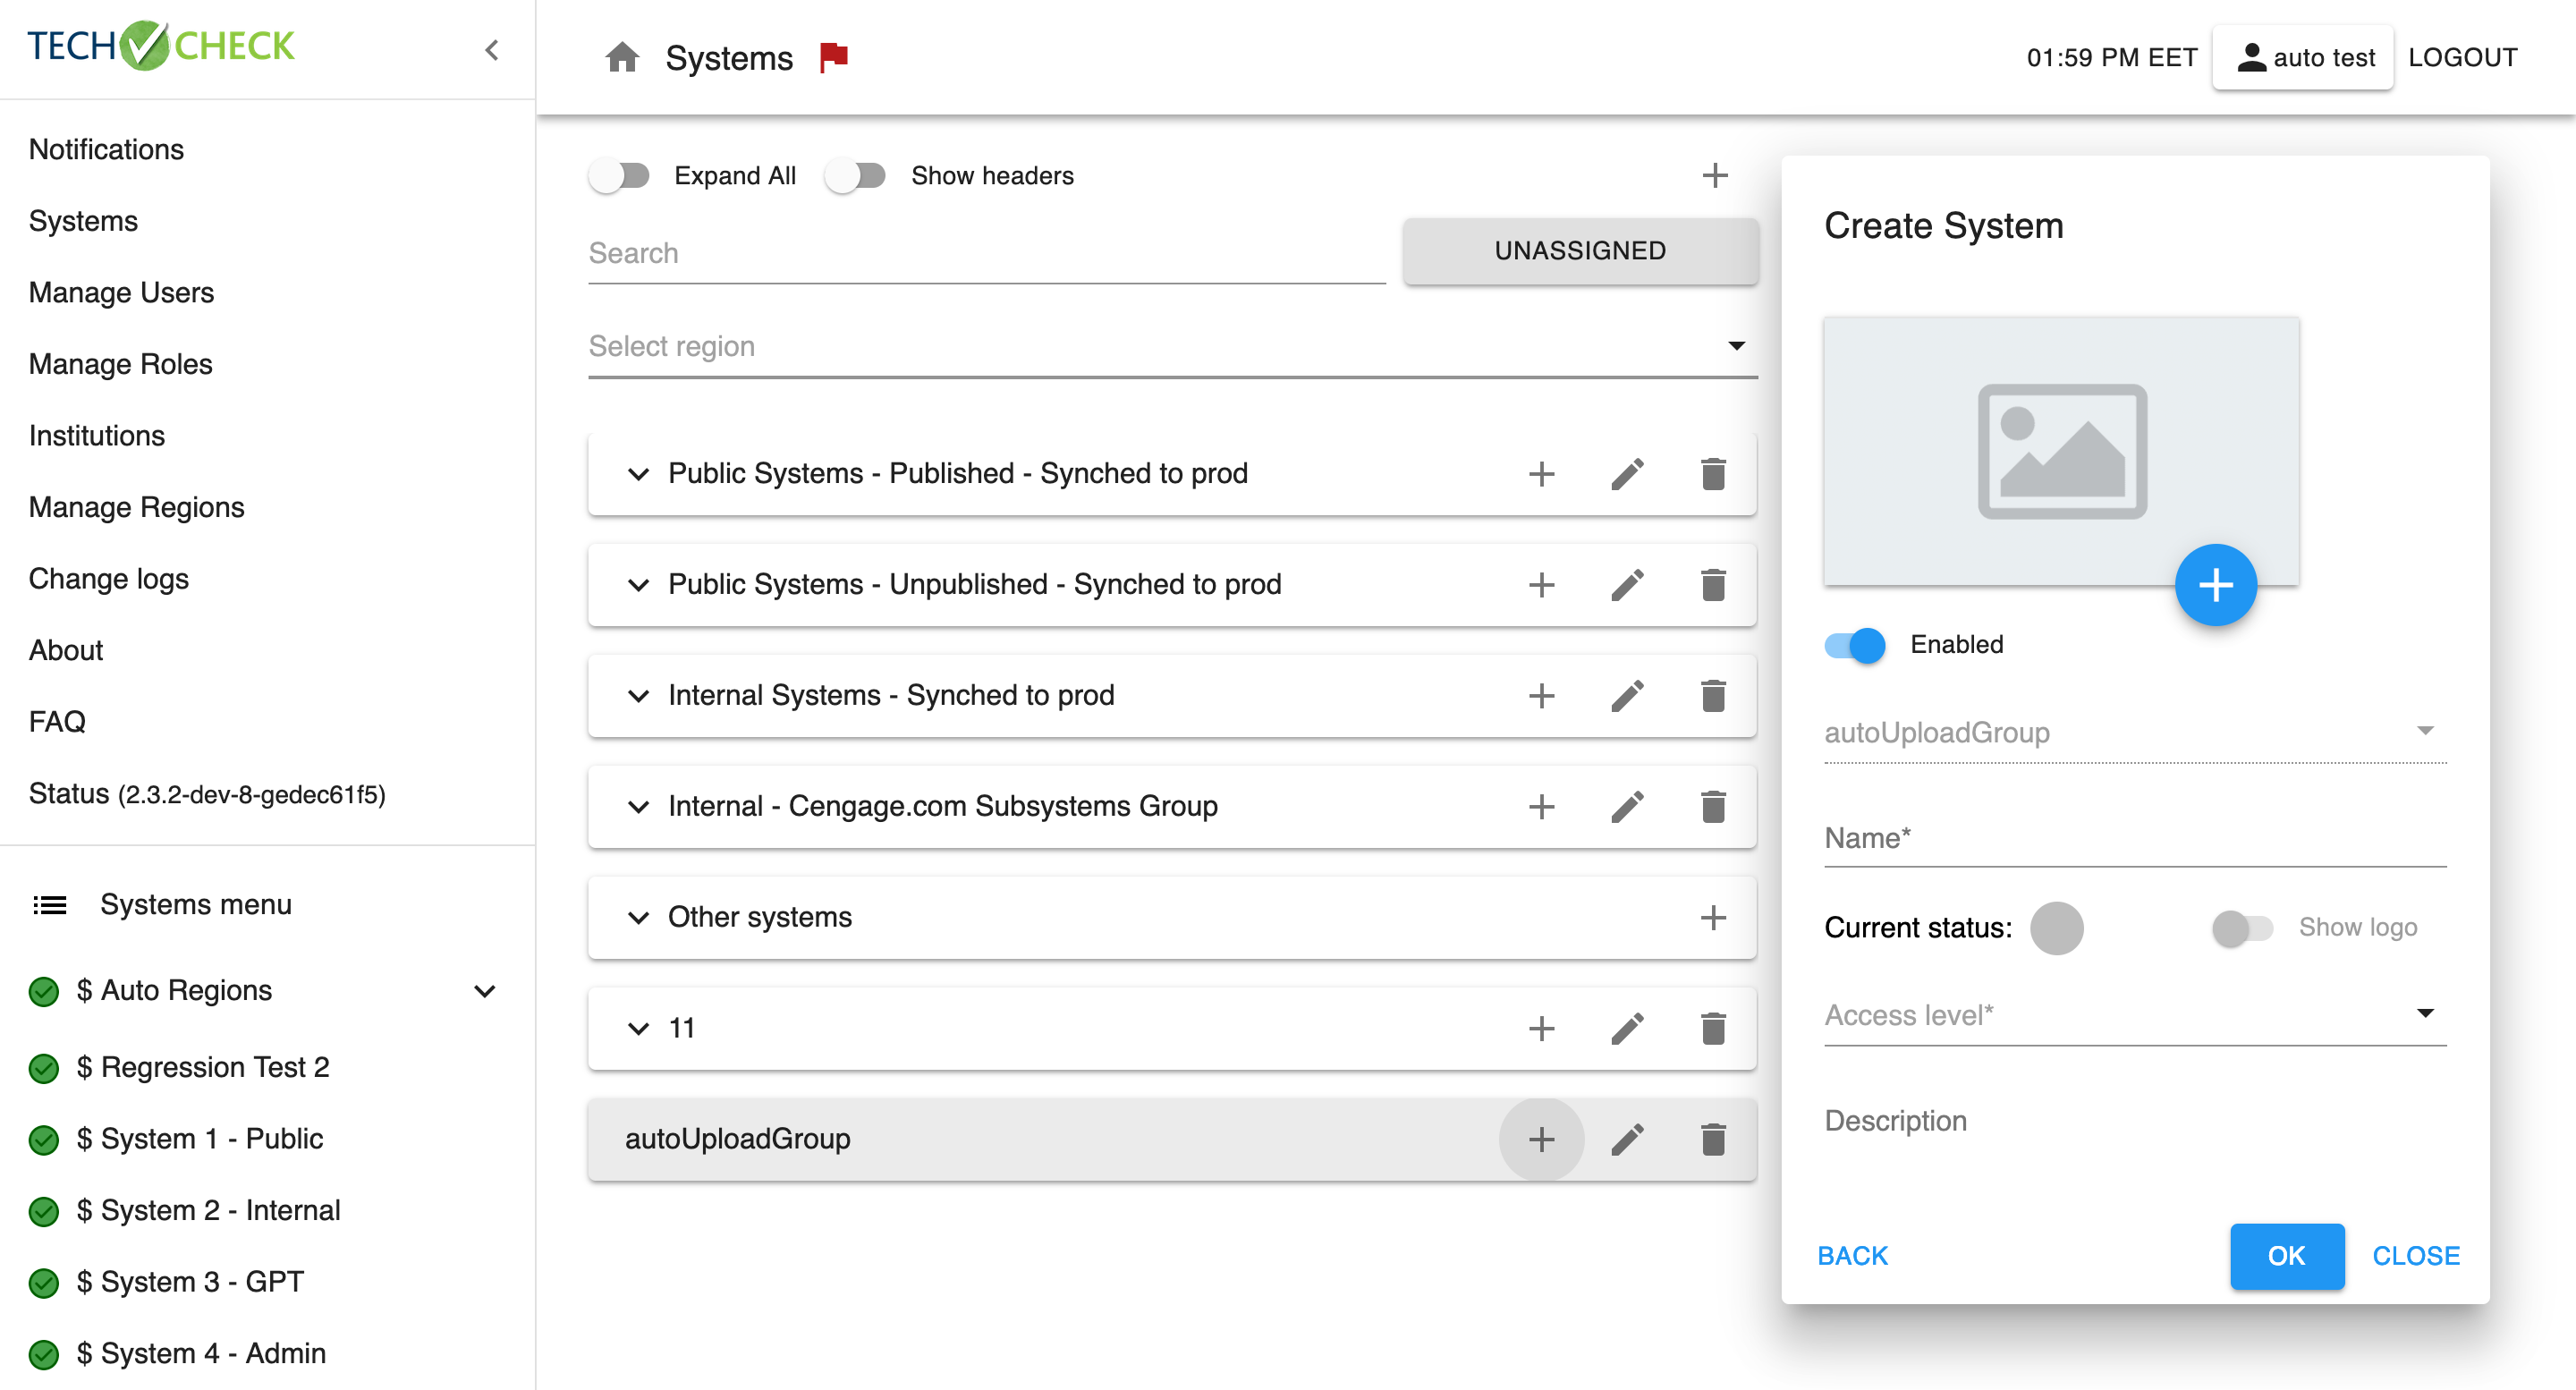 TECH CHECK
Notifications
Systems
Manage Users
Manage Roles
Institutions
Manage Regions
Change logs
About
FAQ
Status (2.3.2-dev-8-gedec61f5)
Systems menu
$ Auto Regions
$ Regression Test 2
$ System 1 - Public
$ System 2 - Internal
$ System 3 - GPT
$ System 4 - Admin
Systems
01:59 PM EET
auto test
LOGOUT
Expand All
Show headers
Search
UNASSIGNED
Select region
Public Systems - Published - Synched to prod
Public Systems - Unpublished - Synched to prod
Internal Systems - Synched to prod
Internal - Cengage.com Subsystems Group
Other systems
11
autoUploadGroup
Create System
Enabled
autoUploadGroup
Name*
Current status:
Show logo
Access level*
Description
BACK
OK
CLOSE